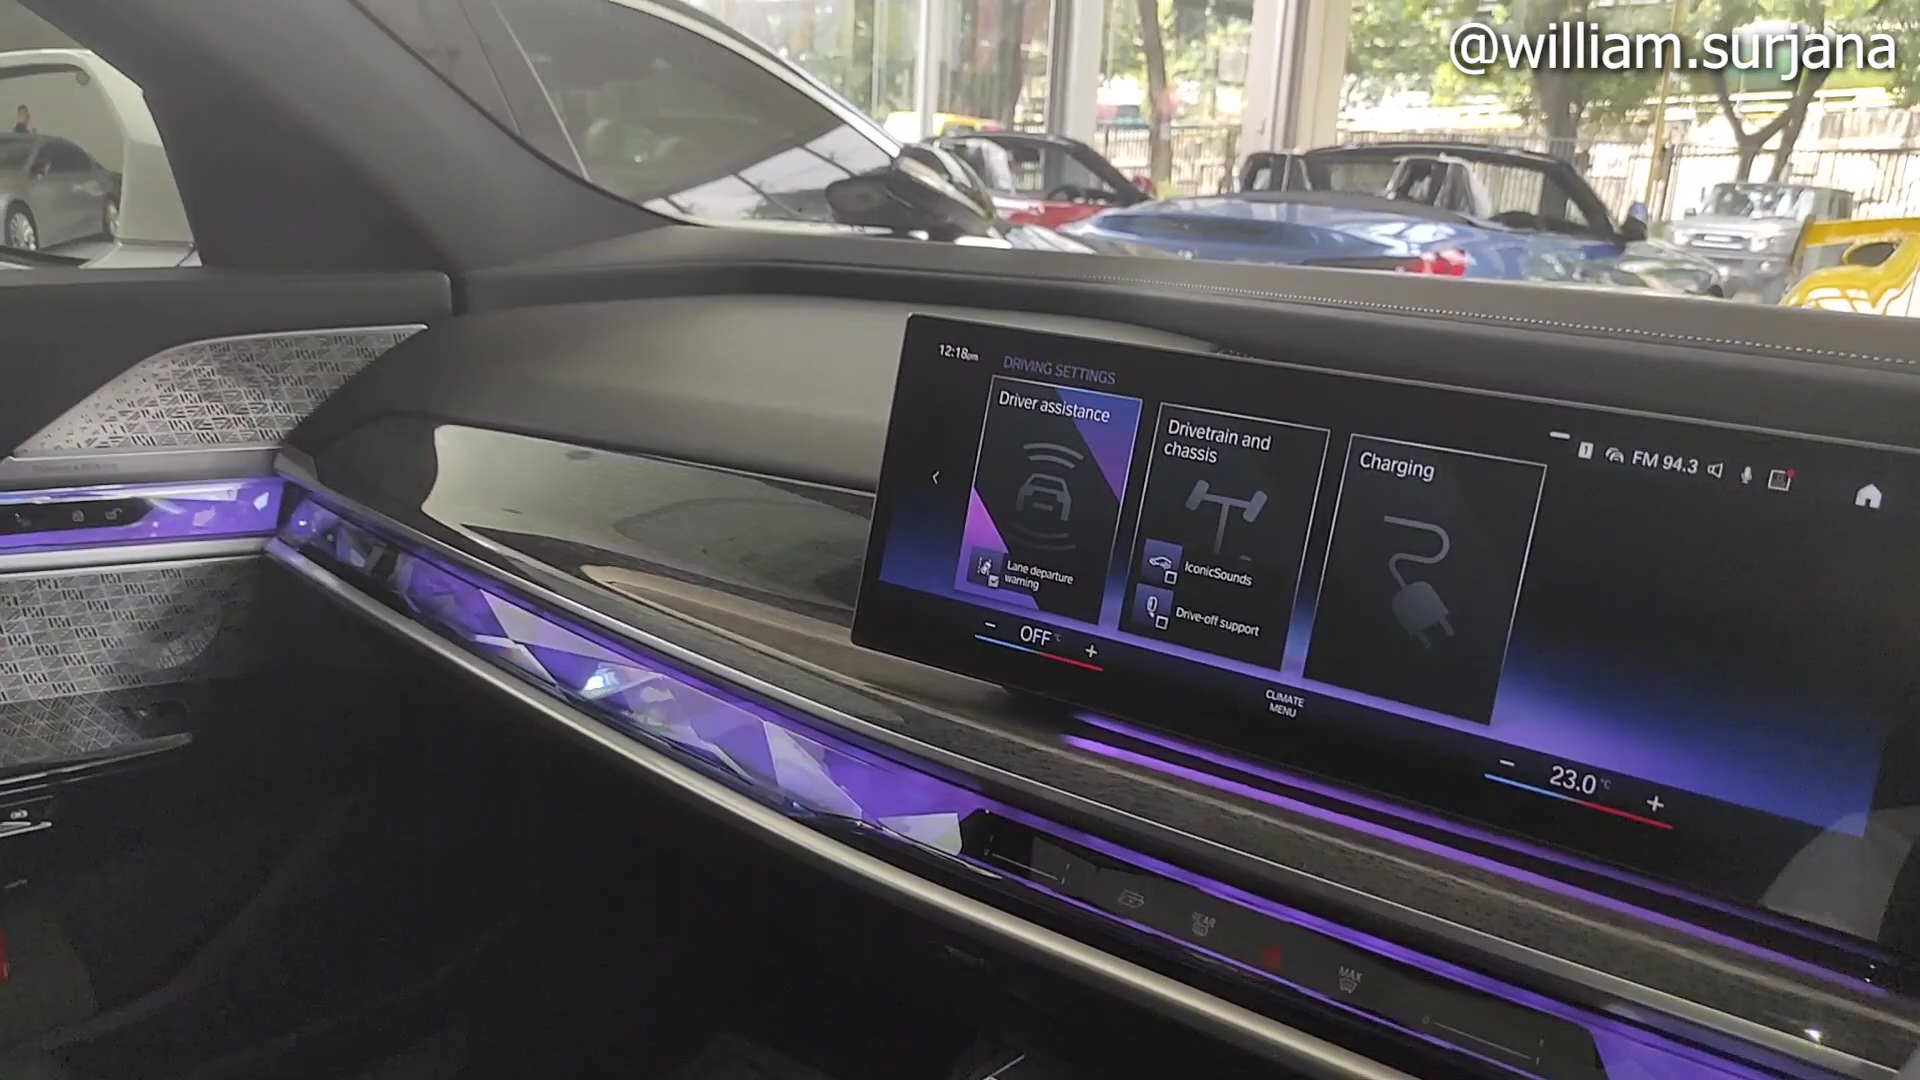 @william.surjana
12:18pm
DRIVING SETTINGS
Driver assistance
Lane departure
warning
Drivetrain and
chassis
IconicSounds
Drive-off support
Charging
FM 94.3
- OFF °C +
CLIMATE
MENU
- 23.0 °C +
REAR
MAX